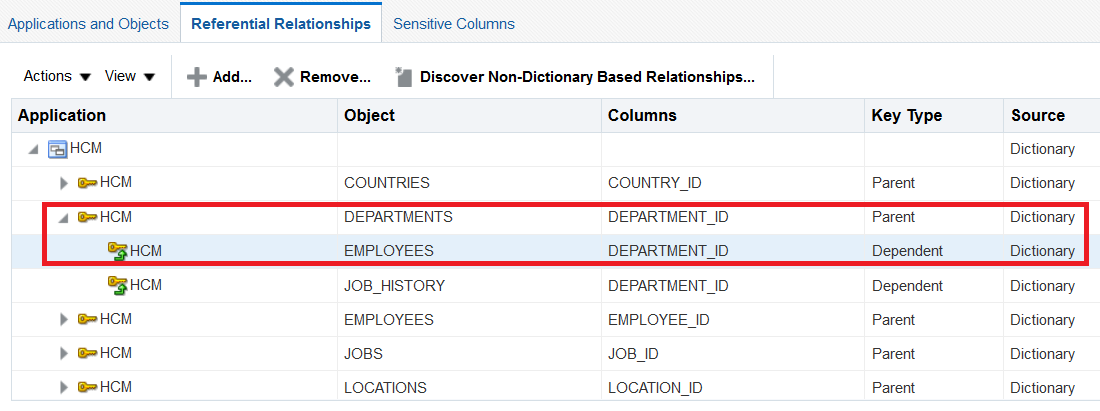 Applications and Objects Referential Relationships Sensitive Columns
Actions View Add... Remove... Discover Non-Dictionary Based Relationships...
Application Object Columns Key Type Source
HCM Dictionary
HCM COUNTRIES COUNTRY_ID Parent Dictionary
HCM DEPARTMENTS DEPARTMENT_ID Parent Dictionary
HCM EMPLOYEES DEPARTMENT_ID Dependent Dictionary
HCM JOB_HISTORY DEPARTMENT_ID Dependent Dictionary
HCM EMPLOYEES EMPLOYEE_ID Parent Dictionary
HCM JOBS JOB_ID Parent Dictionary
HCM LOCATIONS LOCATION_ID Parent Dictionary